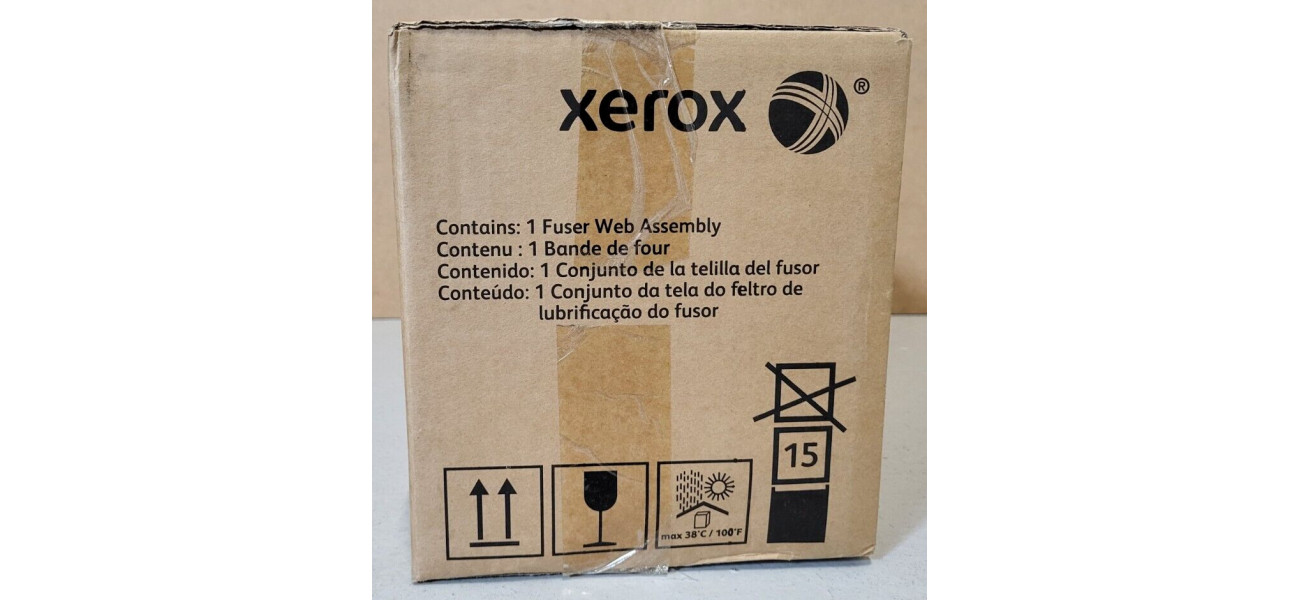 xerox ®
Contains: 1 Fuser Web Assembly
Contenu : 1 Bande de four
Contenido: 1 Conjunto de la telilla del fusor
Conteúdo: 1 Conjunto da tela do feltro de
lubrificação do fusor
15
max 38°C / 100°F